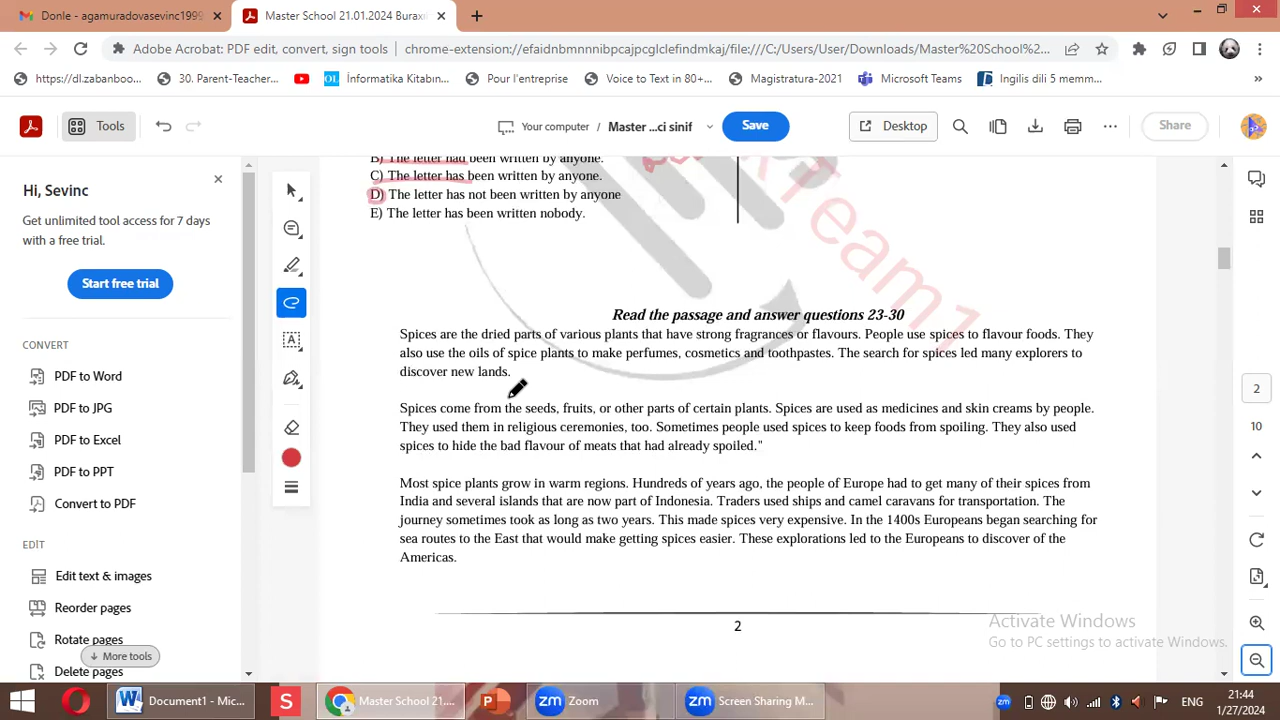 Donle - agamuradovasevinc1999
Master School 21.01.2024 Burax
Adobe Acrobat: PDF edit, convert, sign tools | chrome-extension://efaidnbmnnnibpcajpcglclefindmkaj/file:///C:/Users/User/Downloads/Master%20School%2...
https://dl.zabanboo... 30. Parent-Teacher... İnformatika Kitabın... Pour l'entreprise Voice to Text in 80+... Magistratura-2021 Microsoft Teams Ingilis dili 5 memm... »
Tools Your computer / Master ...ci sinif Save Desktop Share
Hi, Sevinc
Get unlimited tool access for 7 days
with a free trial.
Start free trial
CONVERT
PDF to Word
PDF to JPG
PDF to Excel
PDF to PPT
Convert to PDF
EDIT
Edit text & images
Reorder pages
Rotate pages
More tools
Delete pages
B) The letter had been written by anyone.
C) The letter has been written by anyone.
D) The letter has not been written by anyone
E) The letter has been written nobody.
Team1
Read the passage and answer questions 23-30
Spices are the dried parts of various plants that have strong fragrances or flavours. People use spices to flavour foods. They
also use the oils of spice plants to make perfumes, cosmetics and toothpastes. The search for spices led many explorers to
discover new lands.
Spices come from the seeds, fruits, or other parts of certain plants. Spices are used as medicines and skin creams by people.
They used them in religious ceremonies, too. Sometimes people used spices to keep foods from spoiling. They also used
spices to hide the bad flavour of meats that had already spoiled."
Most spice plants grow in warm regions. Hundreds of years ago, the people of Europe had to get many of their spices from
India and several islands that are now part of Indonesia. Traders used ships and camel caravans for transportation. The
journey sometimes took as long as two years. This made spices very expensive. In the 1400s Europeans began searching for
sea routes to the East that would make getting spices easier. These explorations led to the Europeans to discover of the
Americas.
2
2
10
Activate Windows
Go to PC settings to activate Windows.
Document1 - Mic... Master School 21.... Zoom Screen Sharing M... ENG
21:44
1/27/2024